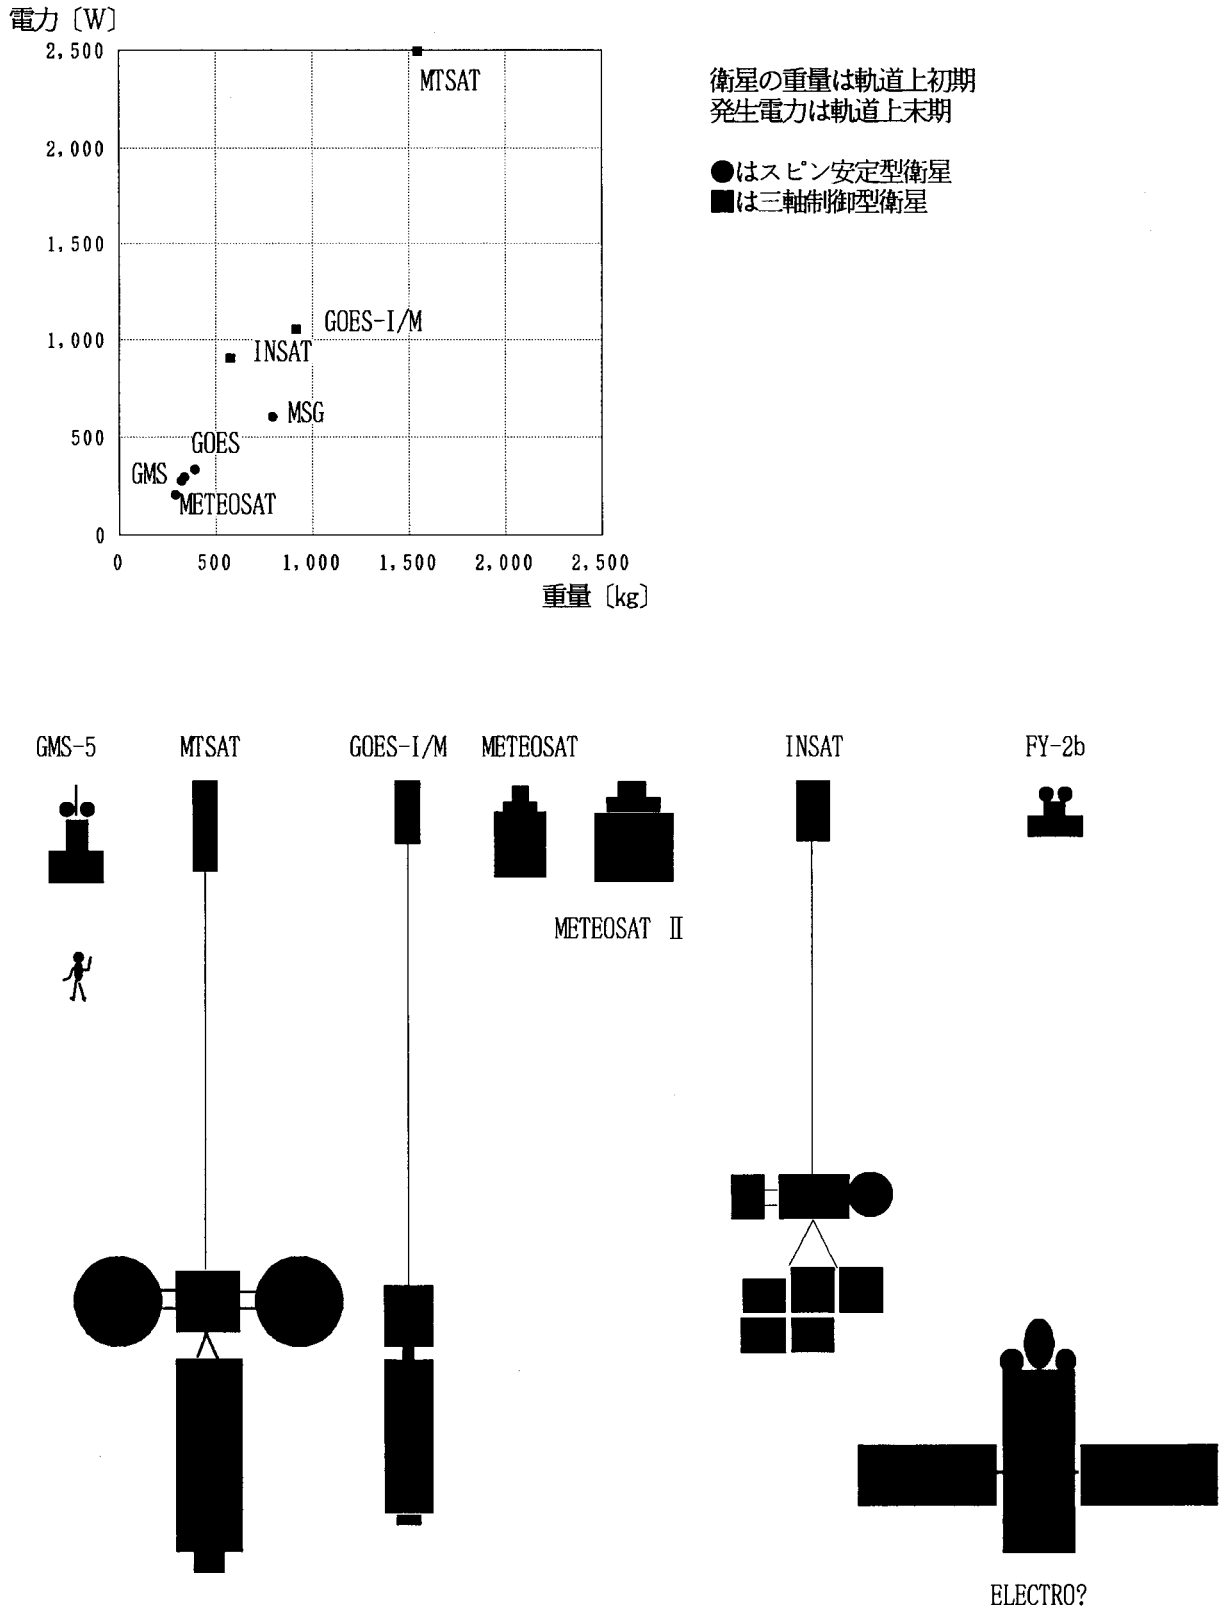 電力〔W〕
2,500
2,000
1,500
1,000
500
0
0 500 1,000 1,500 2,000 2,500
重量〔kg〕
MTSAT
GOES-I/M
INSAT
MSG
GOES
GMS
METEOSAT
衛星の重量は軌道上初期
発生電力は軌道上末期
●はスピン安定型衛星
■は三軸制御型衛星
GMS-5 MTSAT GOES-I/M METEOSAT INSAT FY-2b
METEOSAT Ⅱ
ELECTRO?